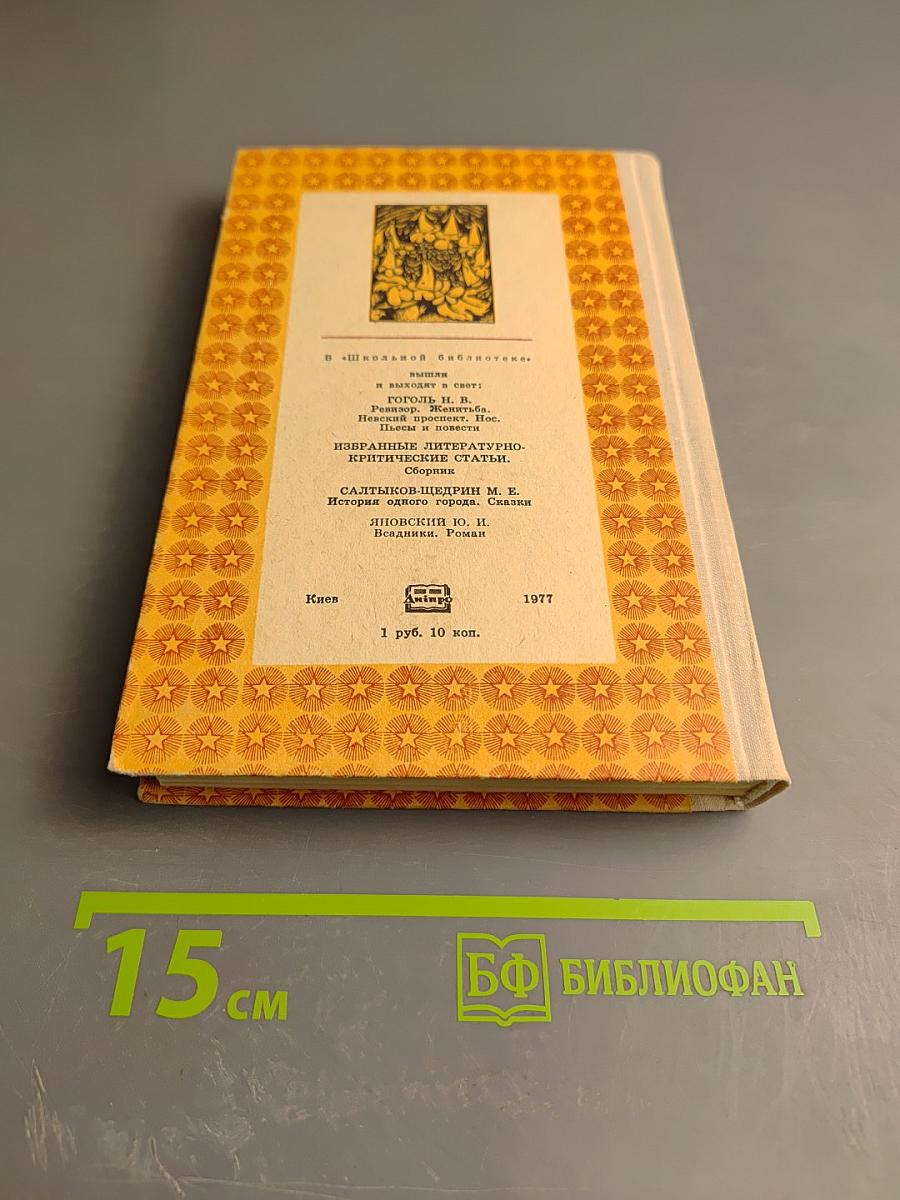 В «Школьной библиотеке»
вышли
и выходят в свет:
ГОГОЛЬ Н. В.
Ревизор. Женитьба.
Невский проспект. Нос.
Пьесы и повести
ИЗБРАННЫЕ ЛИТЕРАТУРНО-
КРИТИЧЕСКИЕ СТАТЬИ.
Сборник
САЛТЫКОВ-ЩЕДРИН М. Е.
История одного города. Сказки
ЯНОВСКИЙ Ю. И.
Всадники. Роман
Киев Дніпро 1977
1 руб. 10 коп.
15 см БФ БИБЛИОФАН